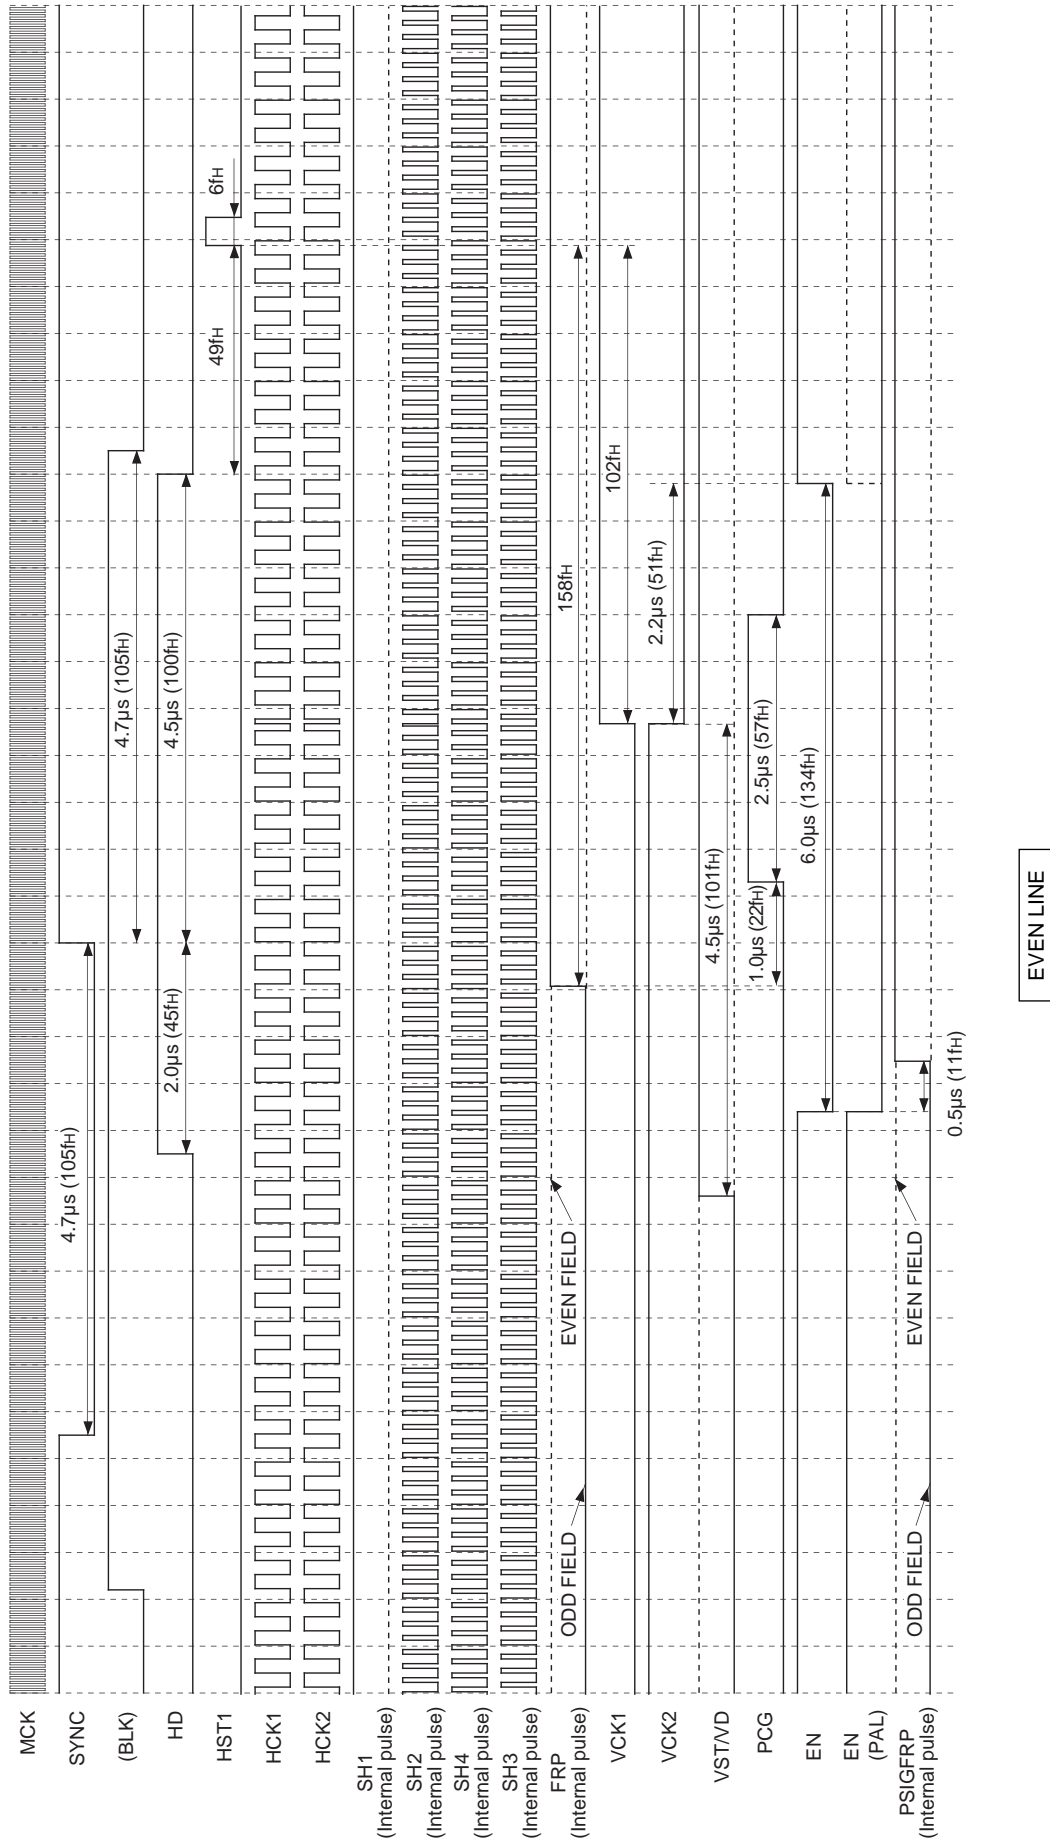 MCK
SYNC
4.7µs (105fH)
(BLK)
4.7µs (105fH)
HD
2.0µs (45fH)
4.5µs (100fH)
HST1
49fH
6fH
HCK1
HCK2
SH1
(Internal pulse)
SH2
(Internal pulse)
SH4
(Internal pulse)
SH3
(Internal pulse)
FRP
(Internal pulse)
ODD FIELD
EVEN FIELD
158fH
VCK1
102fH
VCK2
2.2µs (51fH)
VST/VD
4.5µs (101fH)
PCG
1.0µs (22fH)
2.5µs (57fH)
EN
6.0µs (134fH)
EN
(PAL)
PSIGFRP
(Internal pulse)
ODD FIELD
EVEN FIELD
0.5µs (11fH)
EVEN LINE